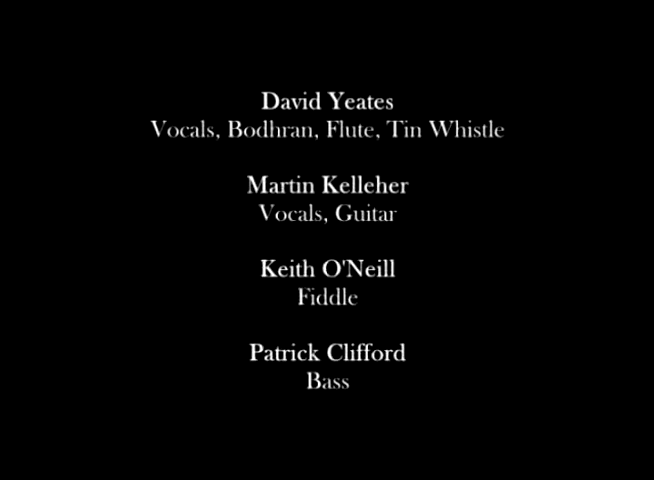 David Yeates
Vocals, Bodhran, Flute, Tin Whistle
Martin Kelleher
Vocals, Guitar
Keith O'Neill
Fiddle
Patrick Clifford
Bass